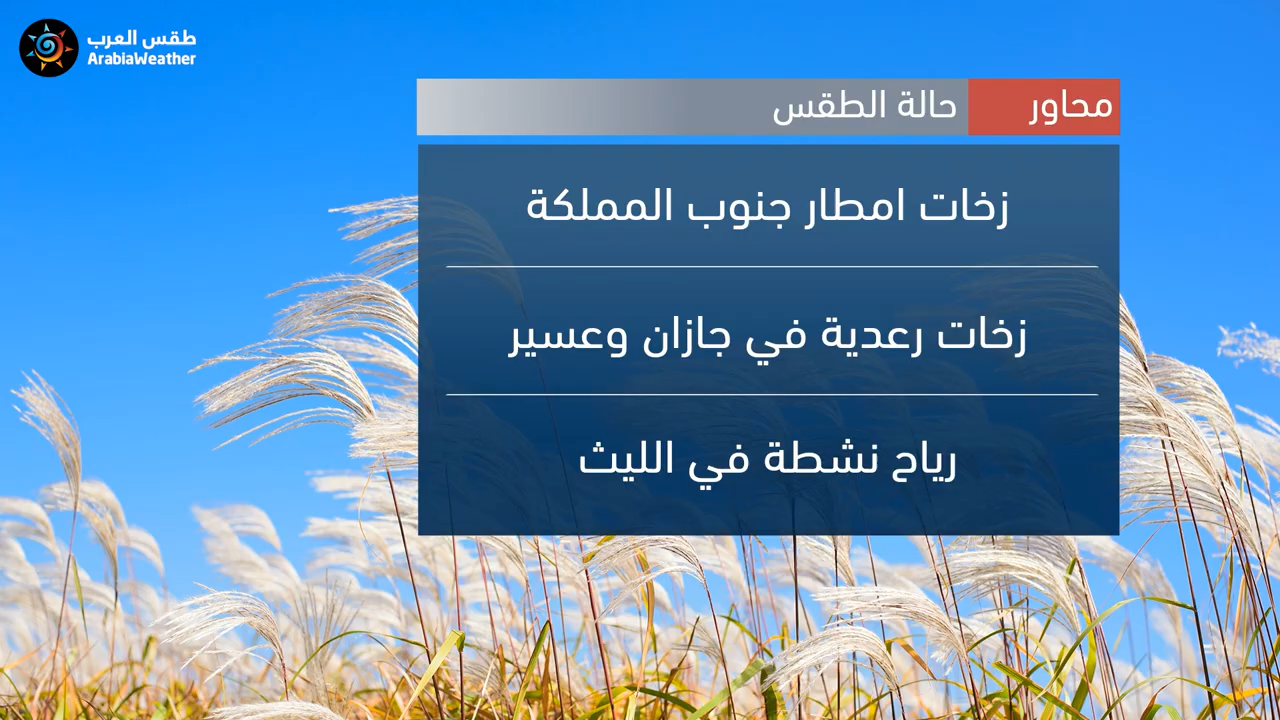 طقس العرب
ArabiaWeather
محاور حالة الطقس
زخات امطار جنوب المملكة
زخات رعدية في جازان وعسير
رياح نشطة في الليث